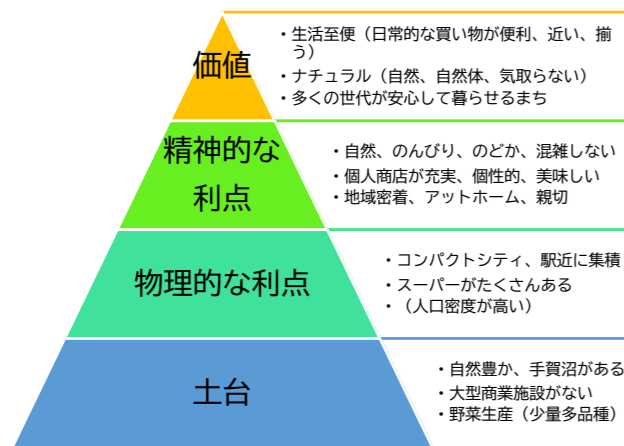 価値
・生活至便（日常的な買い物が便利、近い、揃
う）
・ナチュラル（自然、自然体、気取らない）
・多くの世代が安心して暮らせるまち
精神的な
利点
・自然、のんびり、のどか、混雑しない
・個人商店が充実、個性的、美味しい
・地域密着、アットホーム、親切
物理的な利点
・コンパクトシティ、駅近に集積
・スーパーがたくさんある
・（人口密度が高い）
土台
・自然豊か、手賀沼がある
・大型商業施設がない
・野菜生産（少量多品種）